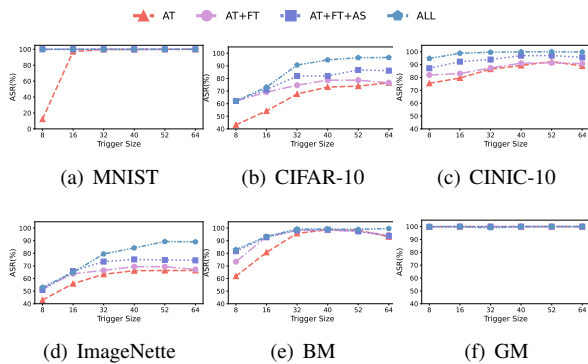 AT AT+FT AT+FT+AS ALL
ASR(%)
100
80
60
40
20
0
8 16 32 40 52 64
Trigger Size
(a) MNIST
ASR(%)
100
90
80
70
60
50
40
8 16 32 40 52 64
Trigger Size
(b) CIFAR-10
ASR(%)
100
90
80
70
60
50
40
8 16 32 40 52 64
Trigger Size
(c) CINIC-10
ASR(%)
100
90
80
70
60
50
40
8 16 32 40 52 64
Trigger Size
(d) ImageNette
ASR(%)
100
90
80
70
60
50
40
8 16 32 40 52 64
Trigger Size
(e) BM
ASR(%)
100
90
80
70
60
50
40
8 16 32 40 52 64
Trigger Size
(f) GM